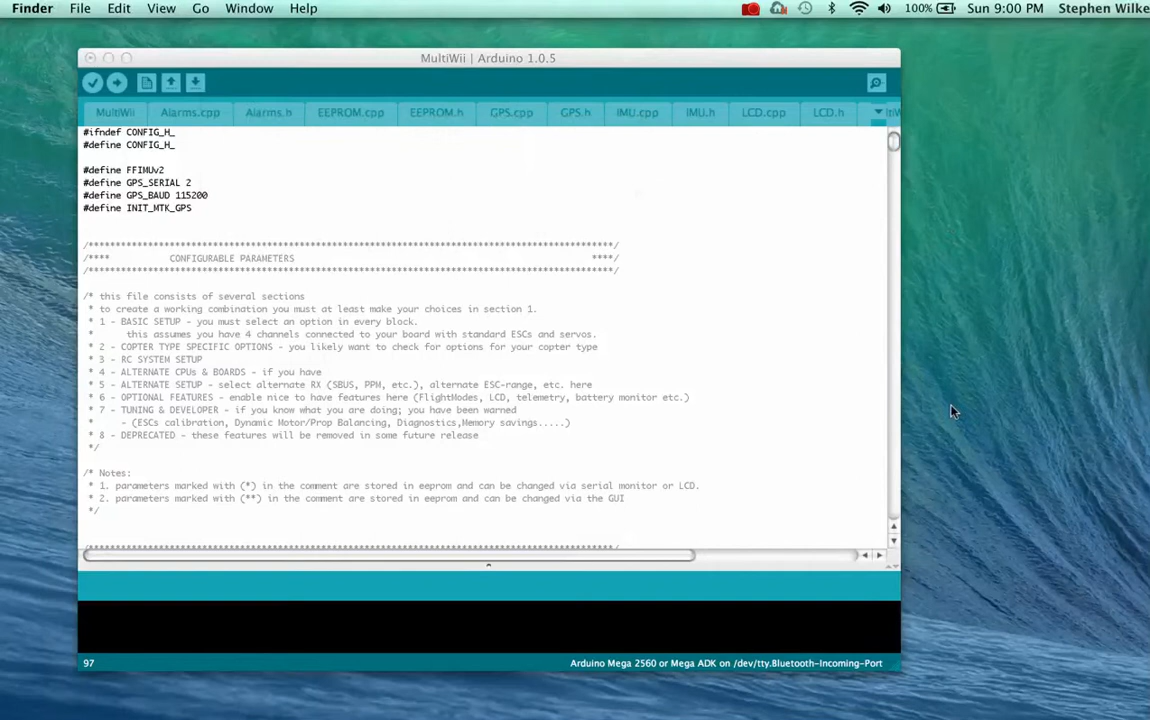 Finder File Edit View Go Window Help 100% Sun 9:00 PM Stephen Wilke
MultiWii | Arduino 1.0.5
MultiWii Alarms.cpp Alarms.h EEPROM.cpp EEPROM.h GPS.cpp GPS.h IMU.cpp IMU.h LCD.cpp LCD.h
#ifndef CONFIG_H_
#define CONFIG_H_
#define FFIMUv2
#define GPS_SERIAL 2
#define GPS_BAUD 115200
#define INIT_MTK_GPS
/*************************************************************************************************/
/**** CONFIGURABLE PARAMETERS ****/
/*************************************************************************************************/
/* this file consists of several sections
* to create a working combination you must at least make your choices in section 1.
* 1 - BASIC SETUP - you must select an option in every block.
* this assumes you have 4 channels connected to your board with standard ESCs and servos.
* 2 - COPTER TYPE SPECIFIC OPTIONS - you likely want to check for options for your copter type
* 3 - RC SYSTEM SETUP
* 4 - ALTERNATE CPUs & BOARDS - if you have
* 5 - ALTERNATE SETUP - select alternate RX (SBUS, PPM, etc.), alternate ESC-range, etc. here
* 6 - OPTIONAL FEATURES - enable nice to have features here (FlightModes, LCD, telemetry, battery monitor etc.)
* 7 - TUNING & DEVELOPER - if you know what you are doing; you have been warned
* - (ESCs calibration, Dynamic Motor/Prop Balancing, Diagnostics,Memory savings.....)
* 8 - DEPRECATED - these features will be removed in some future release
*/
/* Notes:
* 1. parameters marked with (*) in the comment are stored in eeprom and can be changed via serial monitor or LCD.
* 2. parameters marked with (**) in the comment are stored in eeprom and can be changed via the GUI
*/
/*************************************************************************************************/
97 Arduino Mega 2560 or Mega ADK on /dev/tty.Bluetooth-Incoming-Port